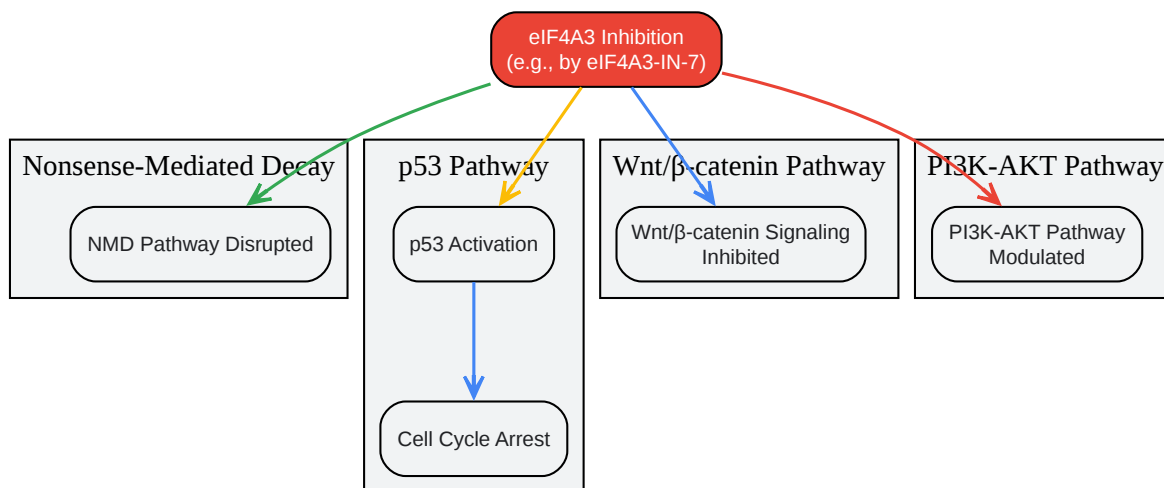 eIF4A3 Inhibition
(e.g., by eIF4A3-IN-7)
Nonsense-Mediated Decay
p53 Pathway
Wnt/β-catenin Pathway
PI3K-AKT Pathway
NMD Pathway Disrupted
p53 Activation
Wnt/β-catenin Signaling
Inhibited
PI3K-AKT Pathway
Modulated
Cell Cycle Arrest